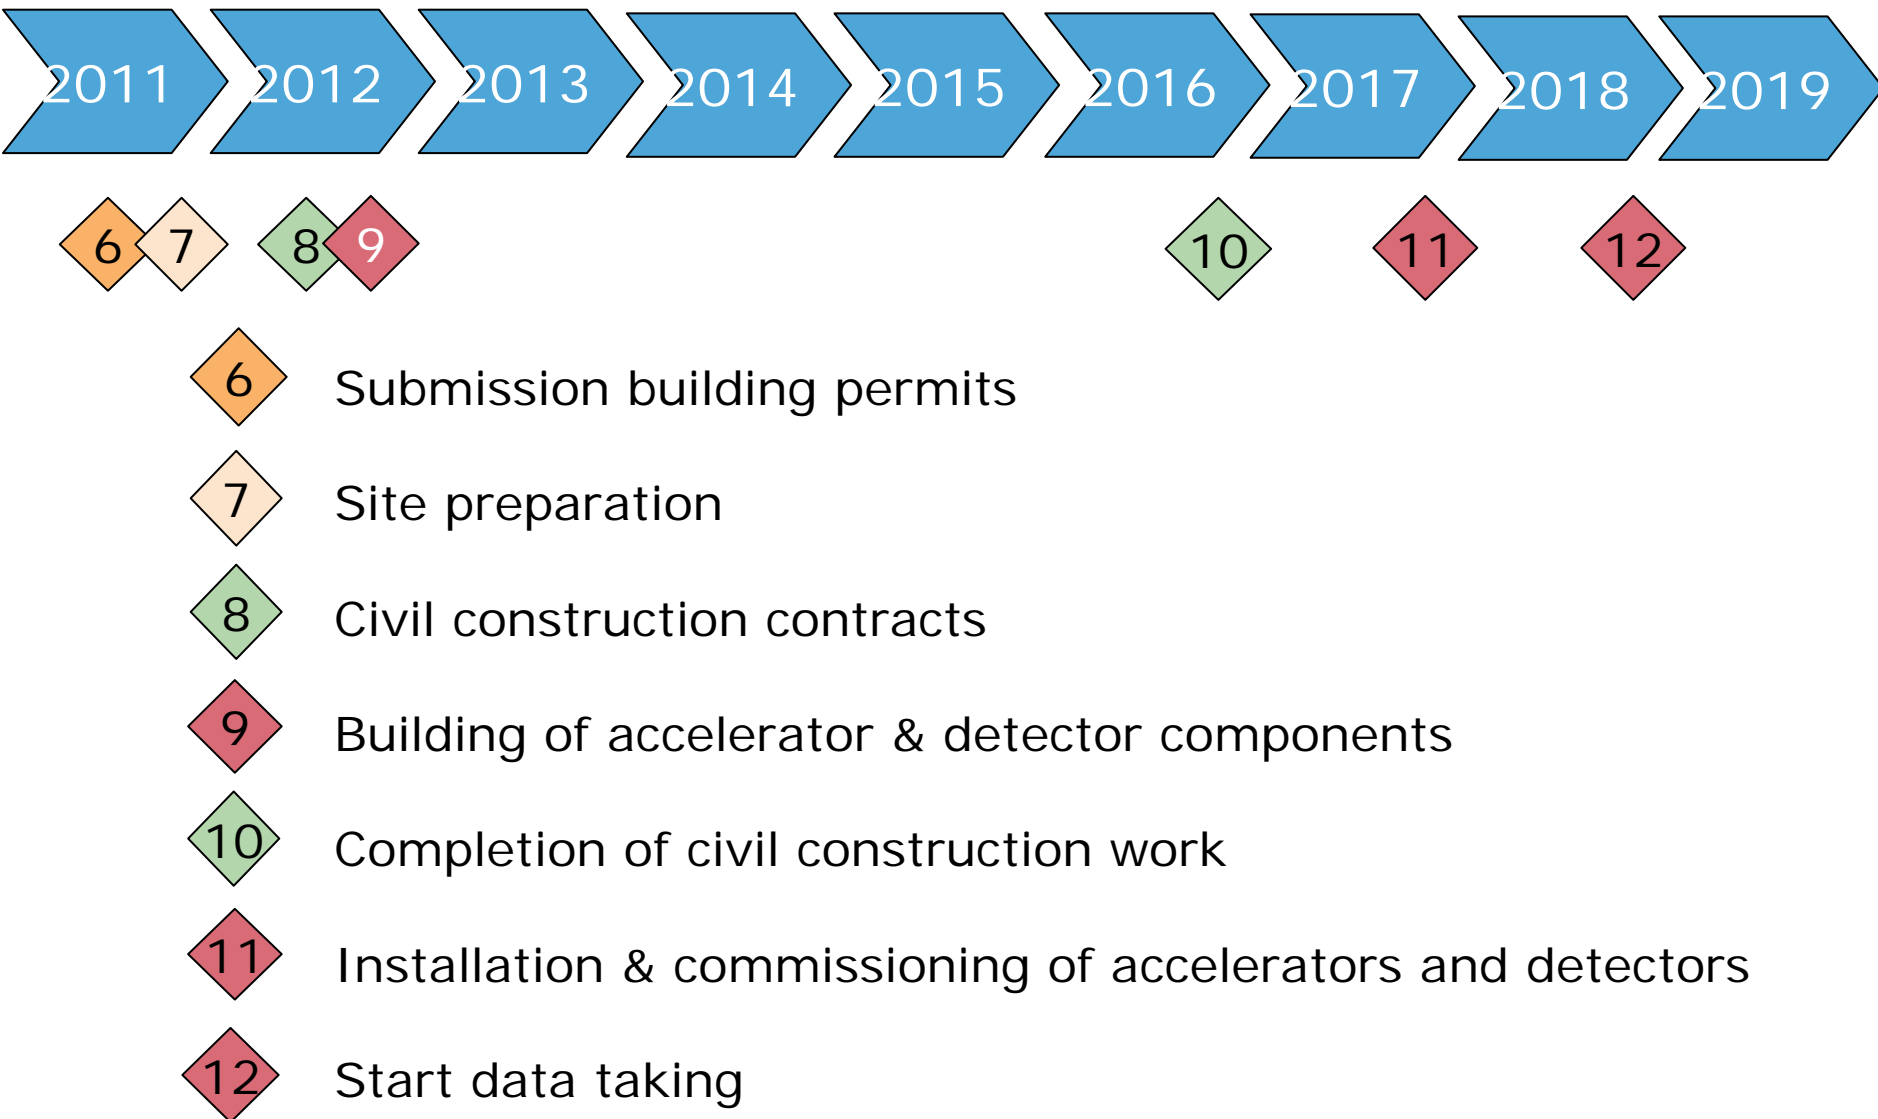 2011 2012 2013 2014 2015 2016 2017 2018 2019
6 7 8 9 10 11 12
6 Submission building permits
7 Site preparation
8 Civil construction contracts
9 Building of accelerator & detector components
10 Completion of civil construction work
11 Installation & commissioning of accelerators and detectors
12 Start data taking